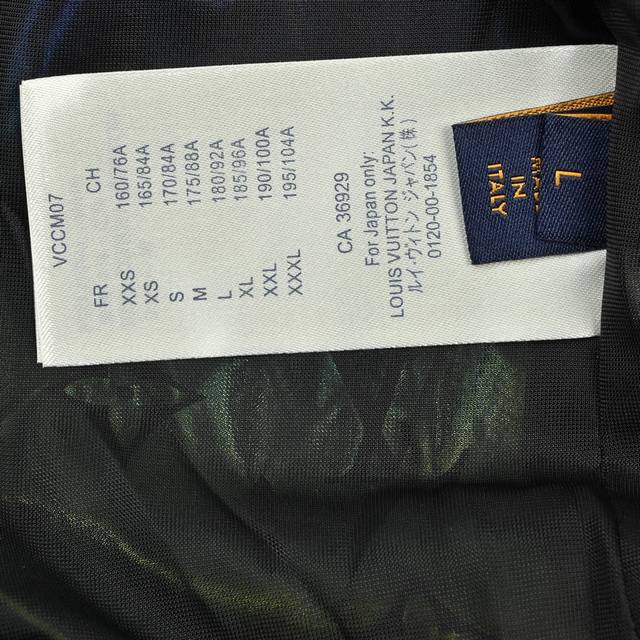 VCCM07
FR CH
XXS 160/76A
XS 165/84A
S 170/84A
M 175/88A
L 180/92A
XL 185/96A
XXL 190/100A
XXXL 195/104A
CA 36929
For Japan only:
LOUIS VUITTON JAPAN K.K.
ルイ・ヴィトン ジャパン(株)
0120-00-1854
L
MADE
IN
ITALY